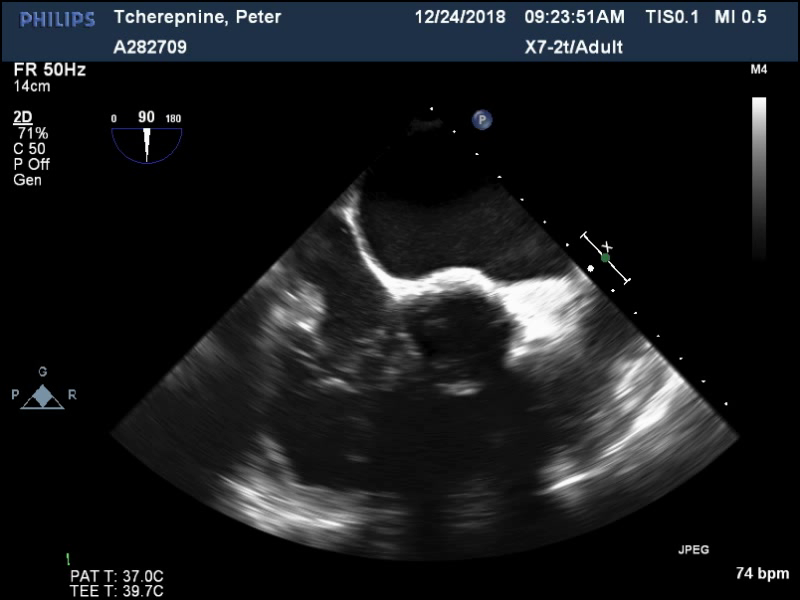 PHILIPS
Tcherepnine, Peter
12/24/2018 09:23:51AM TIS0.1 MI 0.5
A282709
X7-2t/Adult
FR 50Hz
14cm
M4
2D
71%
C 50
P Off
Gen
0 90 180
P
X
G
P R
JPEG
PAT T: 37.0C
TEE T: 39.7C
74 bpm